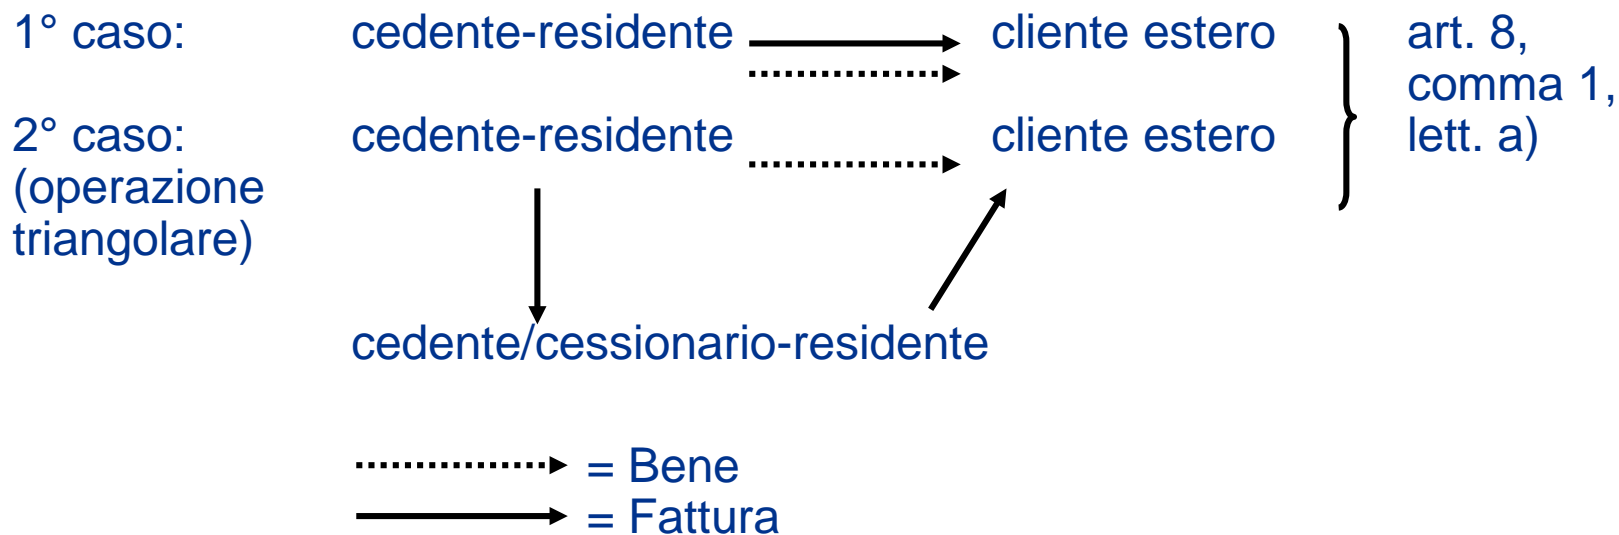 1° caso: cedente-residente cliente estero art. 8,
comma 1,
2° caso: cedente-residente cliente estero lett. a)
(operazione
triangolare)
cedente/cessionario-residente
= Bene
= Fattura